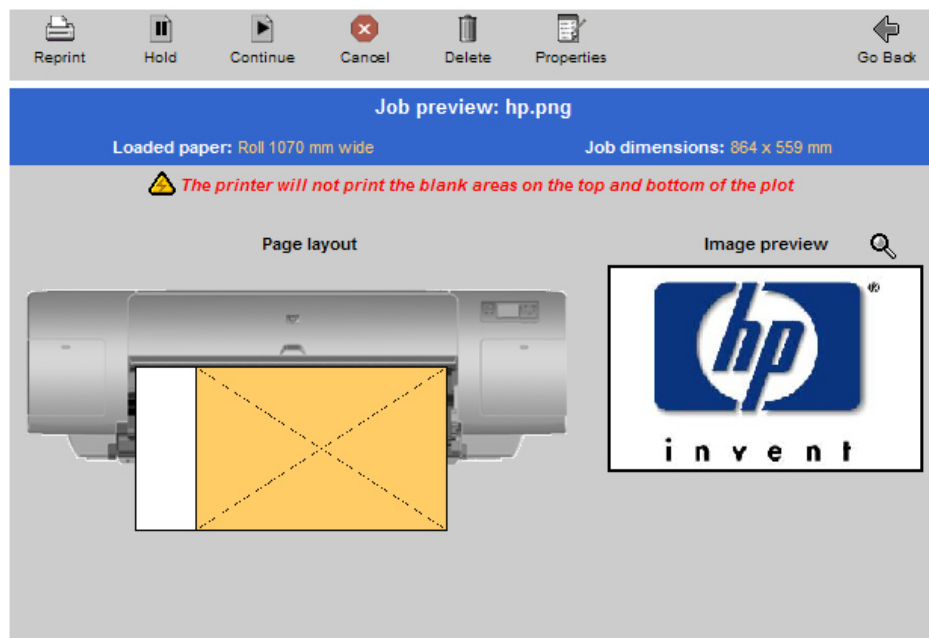 Reprint Hold Continue Cancel Delete Properties Go Back
Job preview: hp.png
Loaded paper: Roll 1070 mm wide Job dimensions: 864 x 559 mm
The printer will not print the blank areas on the top and bottom of the plot
Page layout Image preview
hp ®
invent